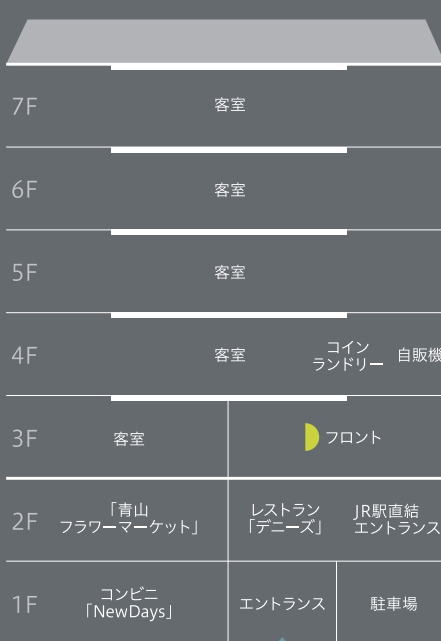 7F 客室
6F 客室
5F 客室
4F 客室 コイン
ランドリー 自販機
3F 客室 フロント
2F 「青山
フラワーマーケット」
レストラン
「デニーズ」
JR駅直結
エントランス
1F コンビニ
「NewDays」
エントランス
駐車場